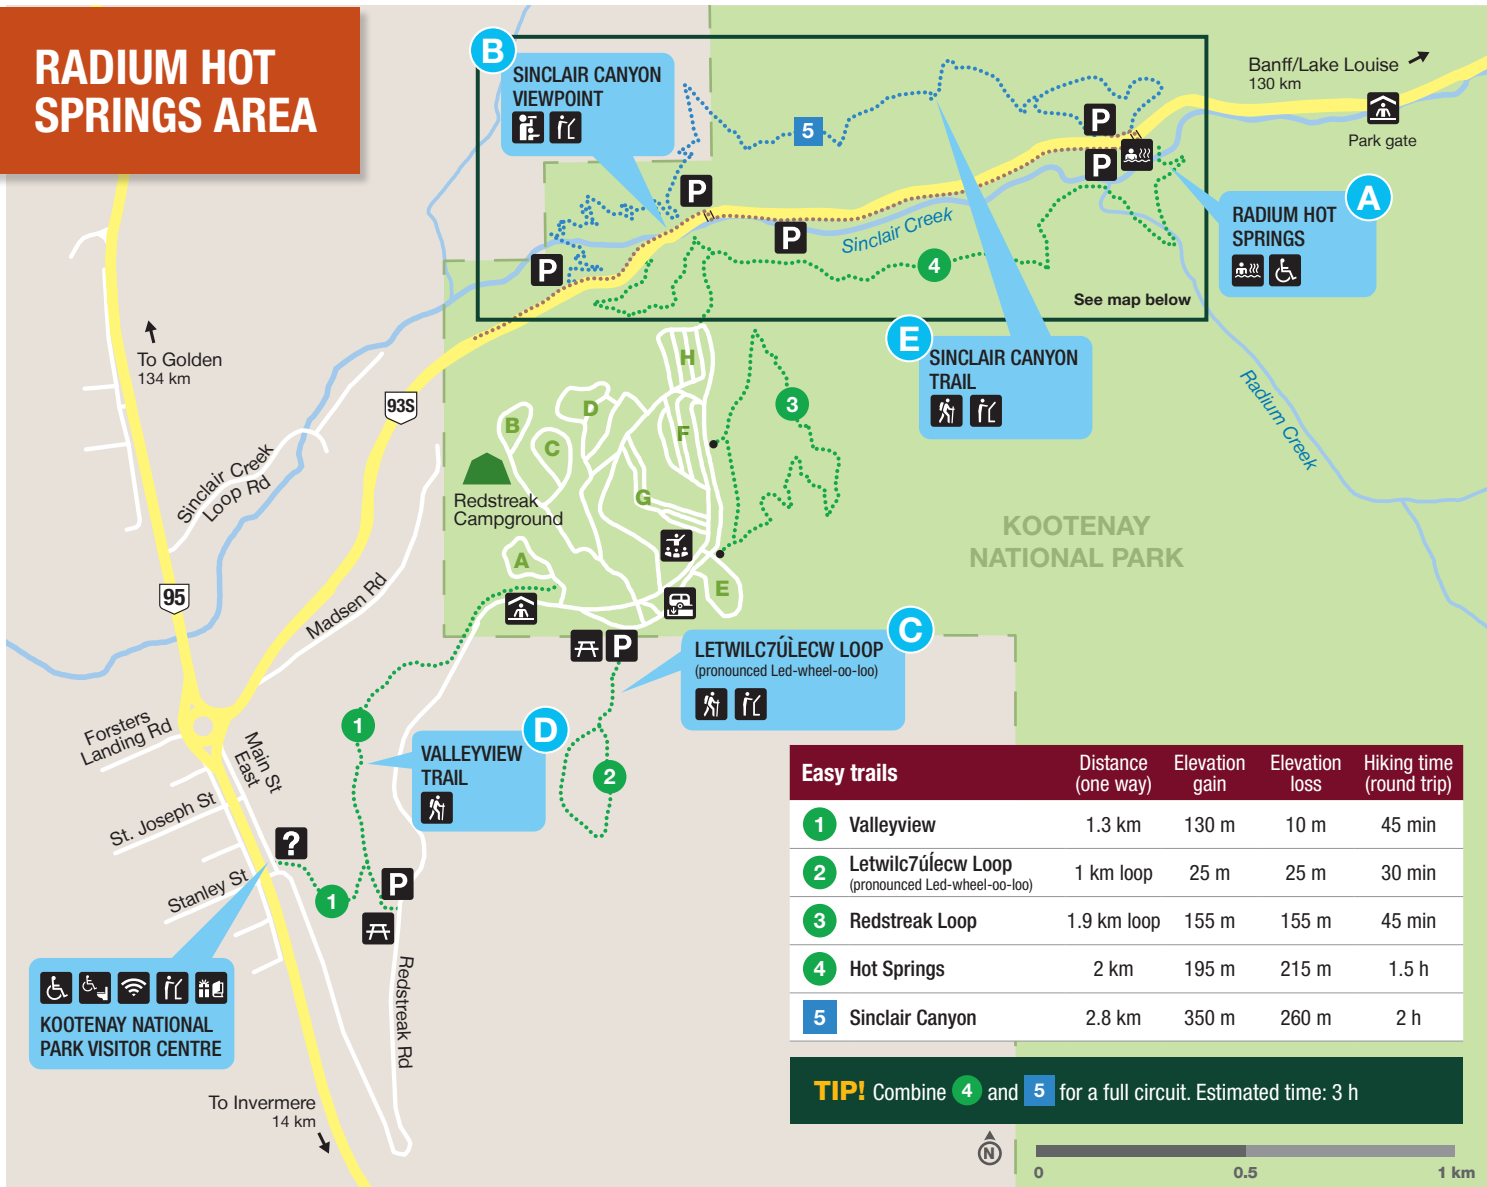 RADIUM HOT
SPRINGS AREA
B
SINCLAIR CANYON
VIEWPOINT
5
P
P
P
P
P
Banff/Lake Louise
130 km
Park gate
A
RADIUM HOT
SPRINGS
Sinclair Creek
4
See map below
E
SINCLAIR CANYON
TRAIL
Radium Creek
To Golden
134 km
93S
H
D
B
C
F
3
G
A
E
Redstreak
Campground
Sinclair Creek
Loop Rd
95
Madsen Rd
KOOTENAY
NATIONAL PARK
P
C
LETWILC7ÚL̀ECW LOOP
(pronounced Led-wheel-oo-loo)
Forsters
Landing Rd
Main St
East
1
D
VALLEYVIEW
TRAIL
2
St. Joseph St
Stanley St
?
1
P
Redstreak Rd
KOOTENAY NATIONAL
PARK VISITOR CENTRE
To Invermere
14 km
Easy trails Distance (one way) Elevation gain Elevation loss Hiking time (round trip)
1 Valleyview 1.3 km 130 m 10 m 45 min
2 Letwilc7úĺecw Loop 1 km loop 25 m 25 m 30 min
(pronounced Led-wheel-oo-loo)
3 Redstreak Loop 1.9 km loop 155 m 155 m 45 min
4 Hot Springs 2 km 195 m 215 m 1.5 h
5 Sinclair Canyon 2.8 km 350 m 260 m 2 h
TIP! Combine 4 and 5 for a full circuit. Estimated time: 3 h
N
0 0.5 1 km